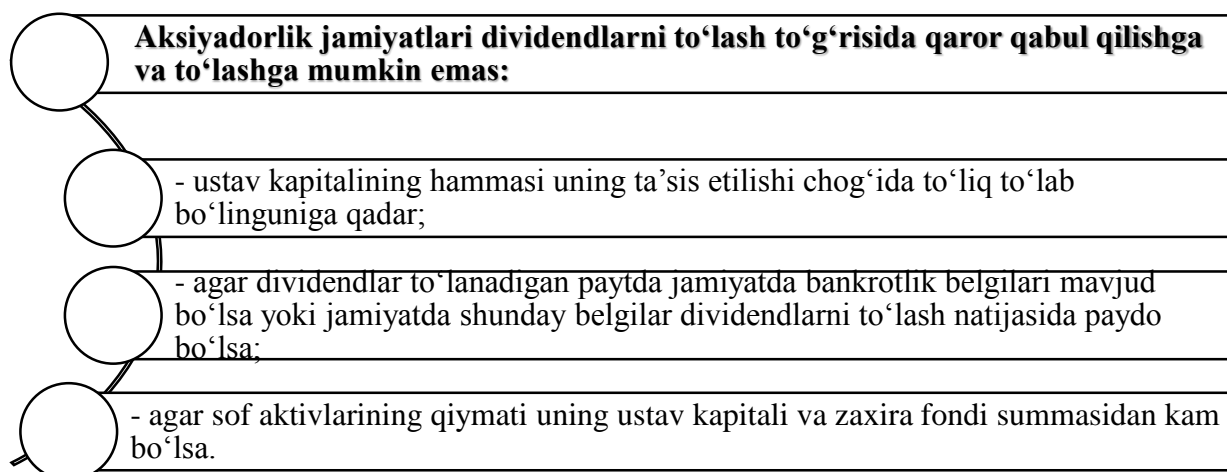 Aksiyadorlik jamiyatlari dividendlarni to‘lash to‘g‘risida qaror qabul qilishga
va to‘lashga mumkin emas:
- ustav kapitalining hammasi uning ta’sis etilishi chog‘ida to‘liq to‘lab
bo‘linguniga qadar;
- agar dividendlar to‘lanadigan paytda jamiyatda bankrotlik belgilari mavjud
bo‘lsa yoki jamiyatda shunday belgilar dividendlarni to‘lash natijasida paydo
bo‘lsa;
- agar sof aktivlarining qiymati uning ustav kapitali va zaxira fondi summasidan kam
bo‘lsa.